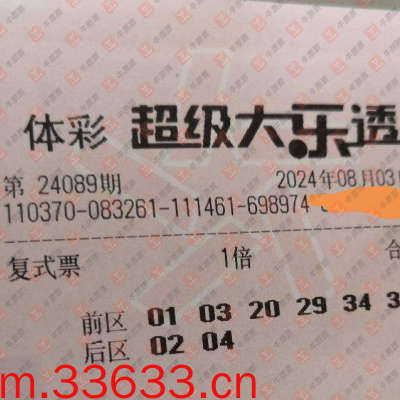 体彩 超级大乐透
第 24089期 2024年08月03
110370-083261-111461-698974
复式票 1倍 合
前区 01 03 20 29 34
后区 02 04
m.33633.cn